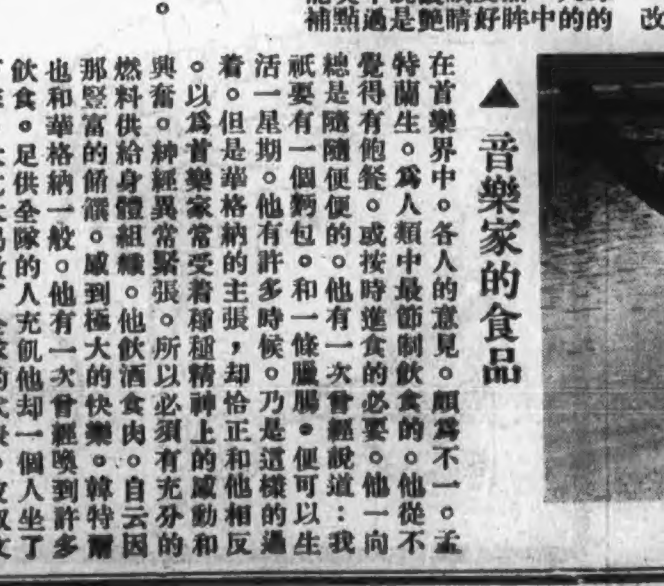 改
的
的
中
眸
好
睛
艷
是
過
點
補
▲音樂家的食品
在首樂界中。各人的意見。頗爲不一。孟
特蘭生。爲人類中最節制飲食的。他從不
覺得有飽餐。或按時進食的必要。他一向
總是隨隨便便的。他有一次曾經說道:我
祇要有一個麪包。和一條臘腸。便可以生
活一星期。他有許多時候。乃是這樣的過
着。但是華格納的主張,却恰正和他相反
。以爲首樂家常受着種種精神上的感動和
興奮。紳經異常緊張。所以必須有充分的
燃料供給身體組織。他飲酒食肉。自云因
那豐富的餚饌。感到極大的快樂。韓特爾
也和華格納一般。他有一次曾經喚到許多
飲食。足供全隊的人充飢他却一個人坐了